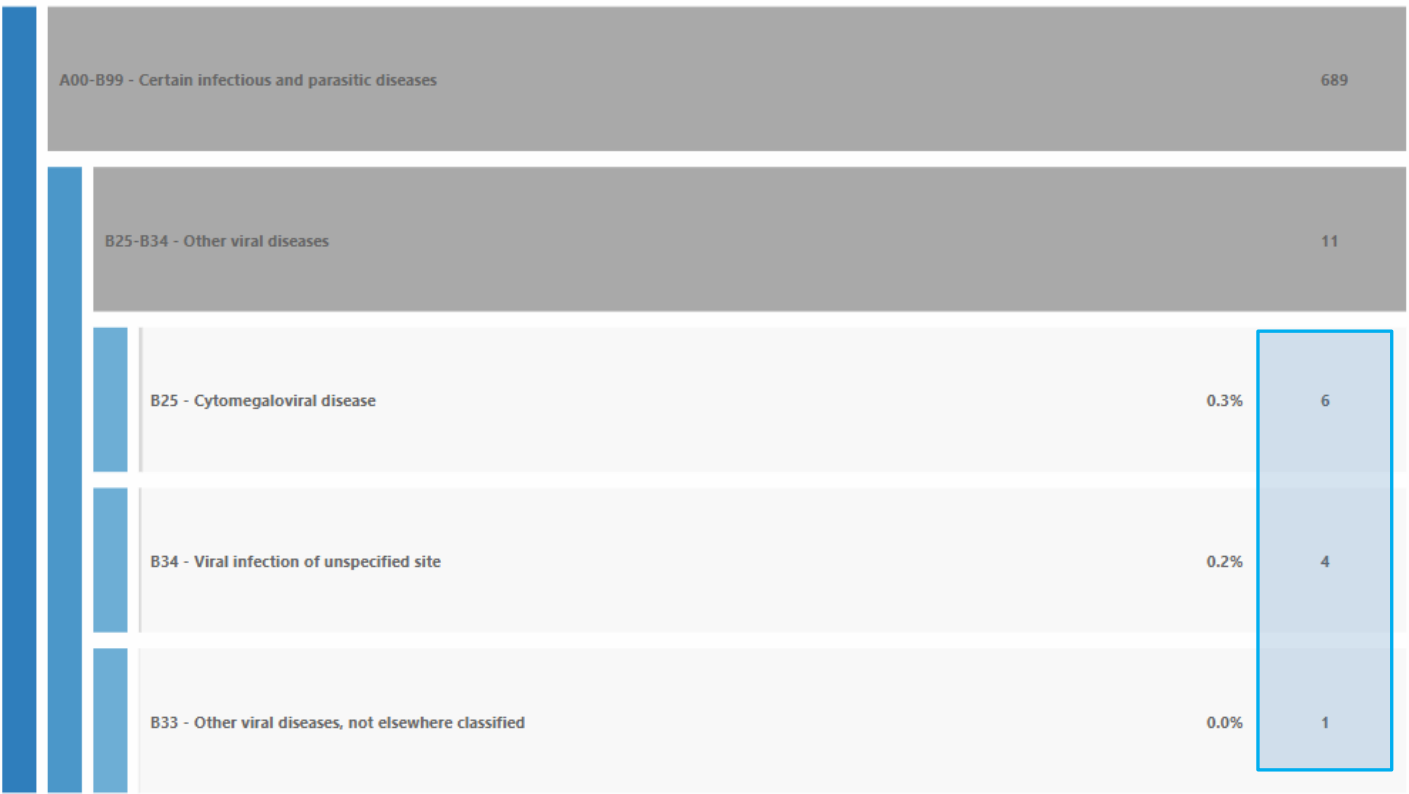 A00-B99 - Certain infectious and parasitic diseases 689
B25-B34 - Other viral diseases 11
B25 - Cytomegaloviral disease 0.3% 6
B34 - Viral infection of unspecified site 0.2% 4
B33 - Other viral diseases, not elsewhere classified 0.0% 1